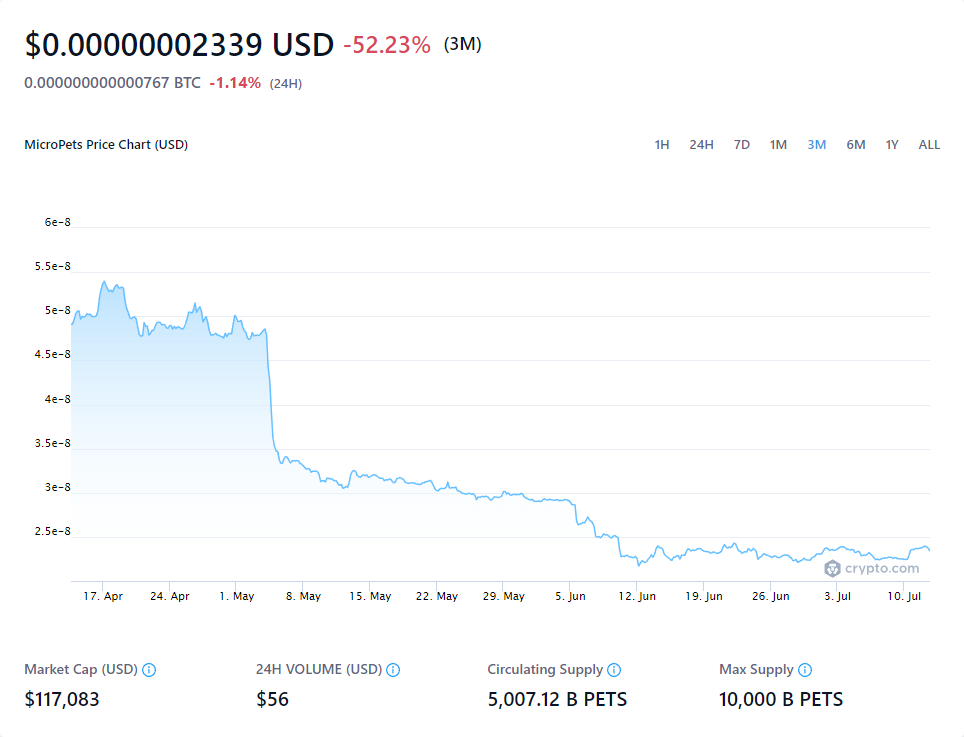 $0.00000002339 USD -52.23% (3M)
0.000000000000767 BTC -1.14% (24H)
MicroPets Price Chart (USD) 1H 24H 7D 1M 3M 6M 1Y ALL
6e-8
5.5e-8
5e-8
4.5e-8
4e-8
3.5e-8
3e-8
2.5e-8
crypto.com
17. Apr 24. Apr 1. May 8. May 15. May 22. May 29. May 5. Jun 12. Jun 19. Jun 26. Jun 3. Jul 10. Jul
Market Cap (USD) 24H VOLUME (USD) Circulating Supply Max Supply
$117,083 $56 5,007.12 B PETS 10,000 B PETS